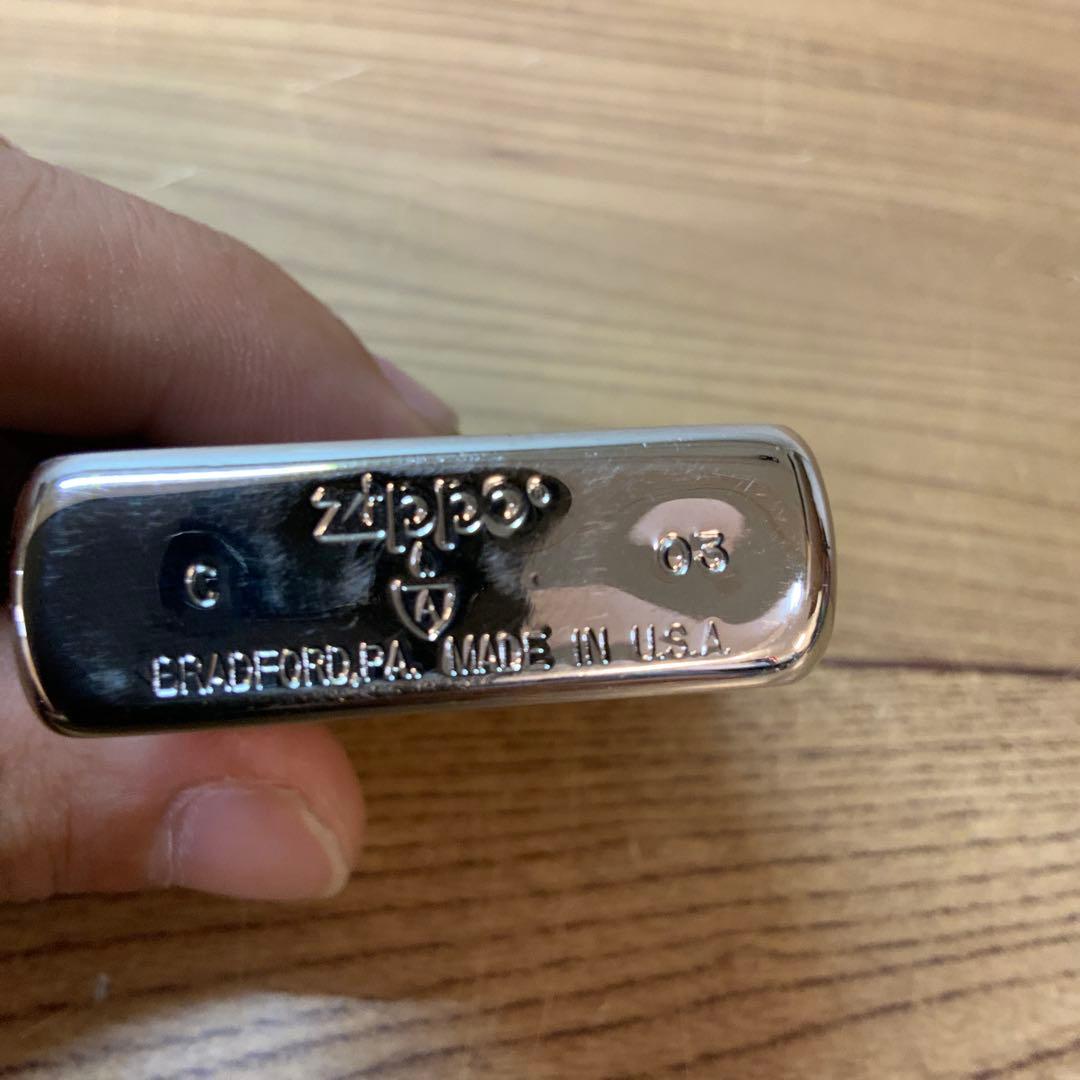 zippo®
C
03
A
BRADFORD,PA. MADE IN U.S.A.